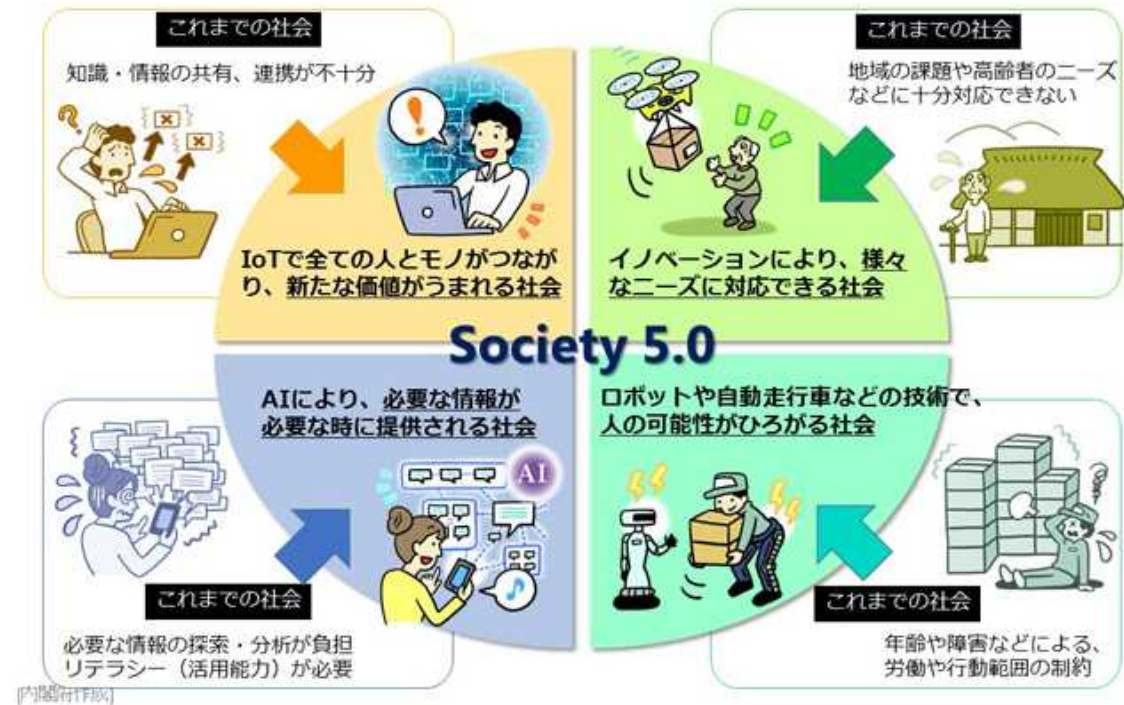 これまでの社会
知識・情報の共有、連携が不十分
IoTで全ての人とモノがつなが
り、新たな価値がうまれる社会
これまでの社会
地域の課題や高齢者のニーズ
などに十分対応できない
イノベーションにより、様々
なニーズに対応できる社会
Society 5.0
AIにより、必要な情報が
必要な時に提供される社会
AI
これまでの社会
必要な情報の探索・分析が負担
リテラシー（活用能力）が必要
ロボットや自動走行車などの技術で、
人の可能性がひろがる社会
これまでの社会
年齢や障害などによる、
労働や行動範囲の制約
[内閣府作成]